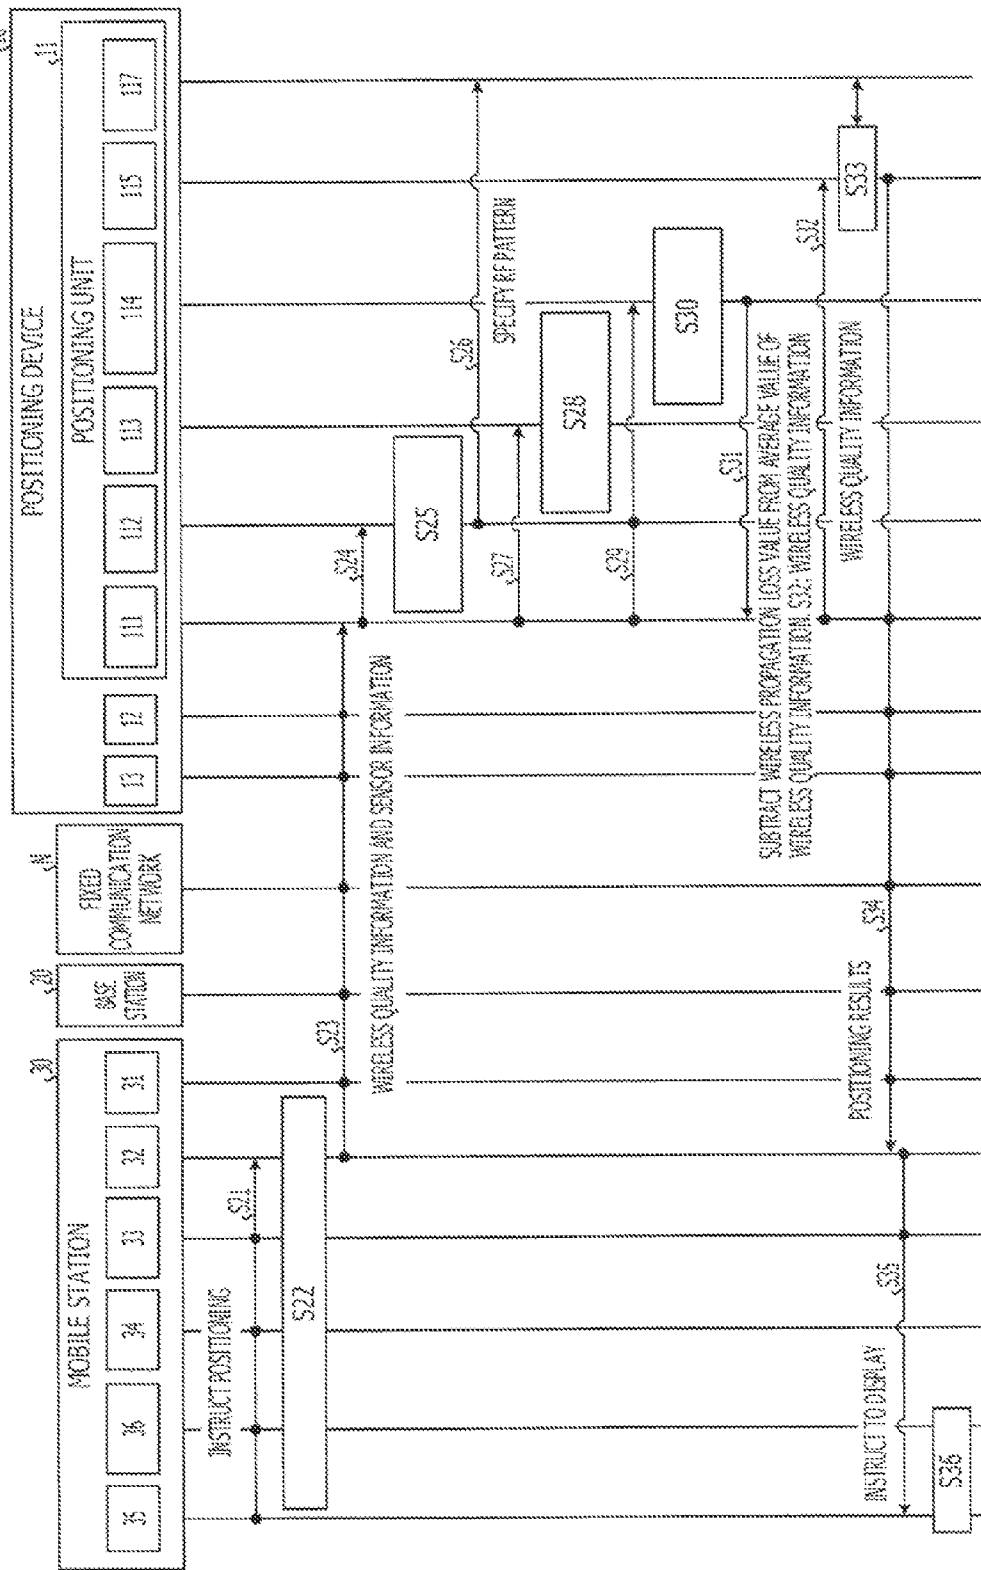 MOBILE STATION
30
35
36
34
33
32
31
BASE
STATION
20
FIXED
COMMUNICATION
NETWORK
N
POSITIONING DEVICE
13
12
POSITIONING UNIT
11
111
112
113
114
115
117
INSTRUCT POSITIONING
S21
S22
S23
WIRELESS QUALITY INFORMATION AND SENSOR INFORMATION
S24
S25
S26
SPECIFY RF PATTERN
S27
S28
S29
S30
S31
SUBTRACT WIRELESS PROPAGATION LOSS VALUE FROM AVERAGE VALUE OF
WIRELESS QUALITY INFORMATION. S32: WIRELESS QUALITY INFORMATION
S32
WIRELESS QUALITY INFORMATION
S33
S34
POSITIONING RESULTS
S35
INSTRUCT TO DISPLAY
S36